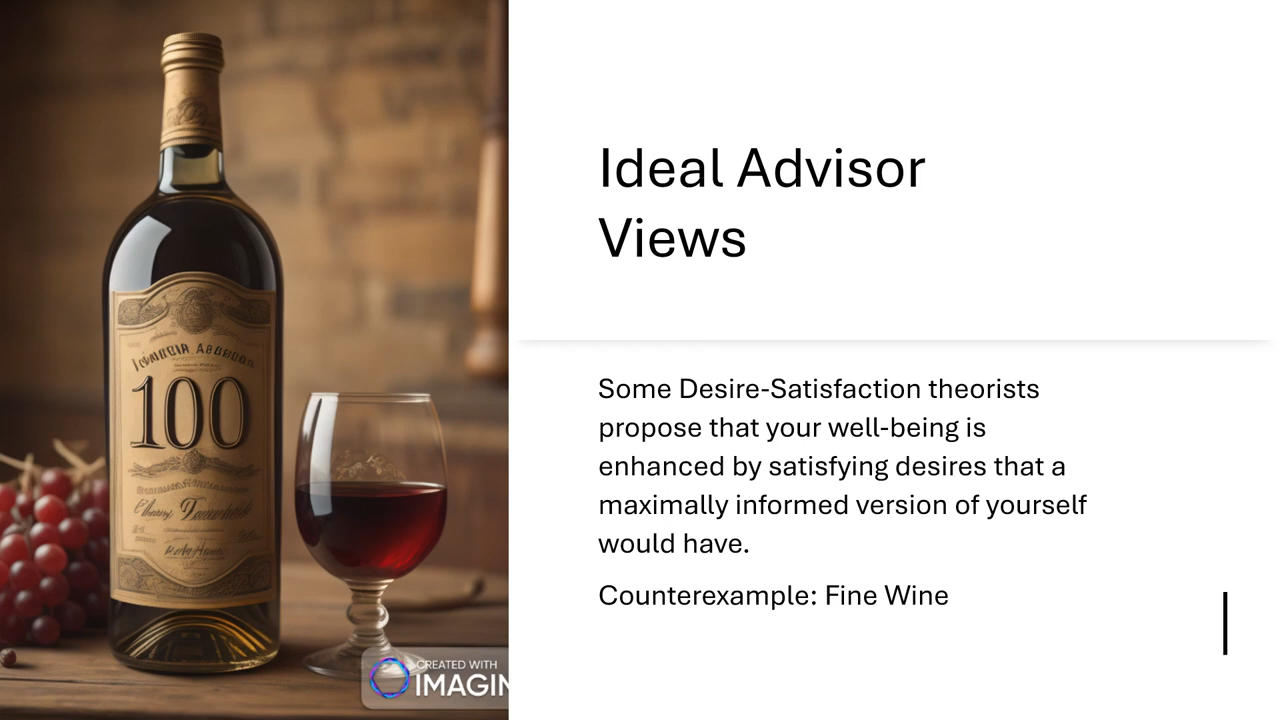 Ideal Advisor
Views
Some Desire-Satisfaction theorists
propose that your well-being is
enhanced by satisfying desires that a
maximally informed version of yourself
would have.
Counterexample: Fine Wine
100
CREATED WITH